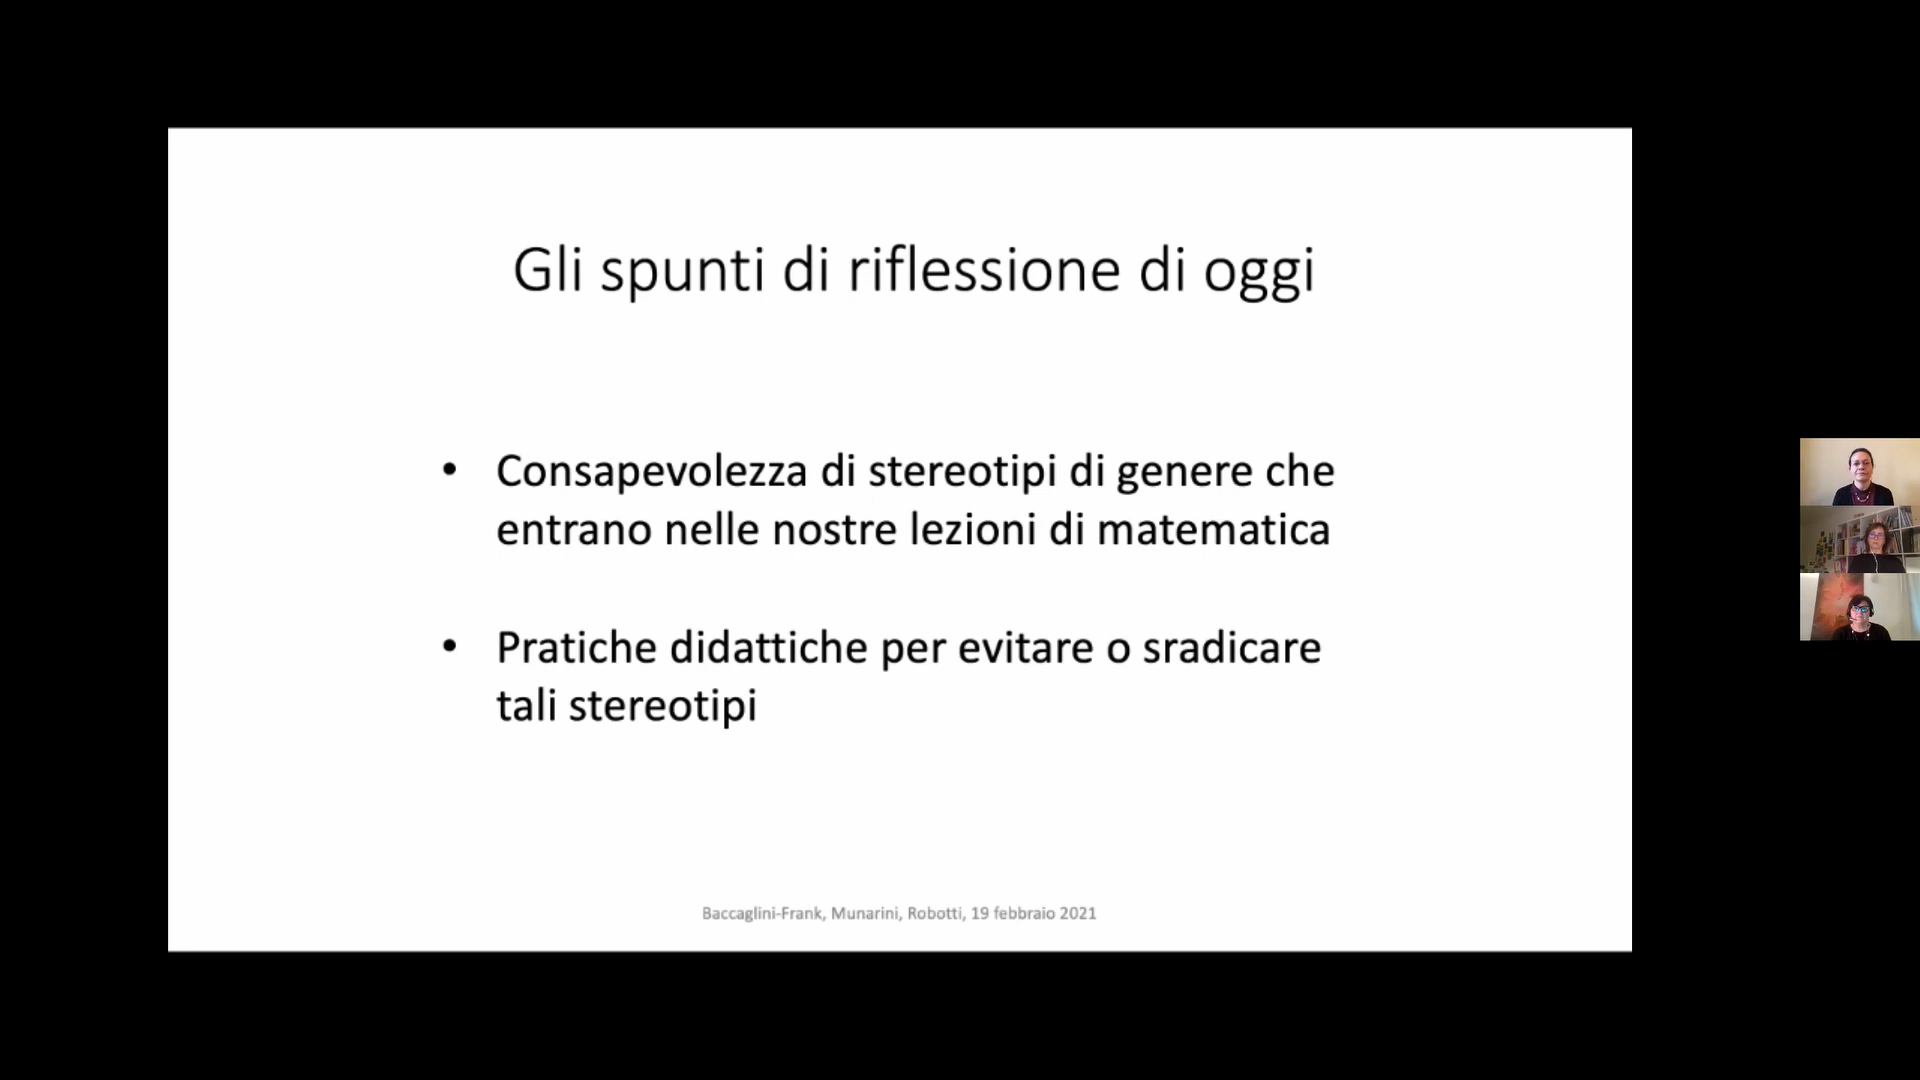 Gli spunti di riflessione di oggi
• Consapevolezza di stereotipi di genere che
entrano nelle nostre lezioni di matematica
• Pratiche didattiche per evitare o sradicare
tali stereotipi
Baccaglini-Frank, Munarini, Robotti, 19 febbraio 2021